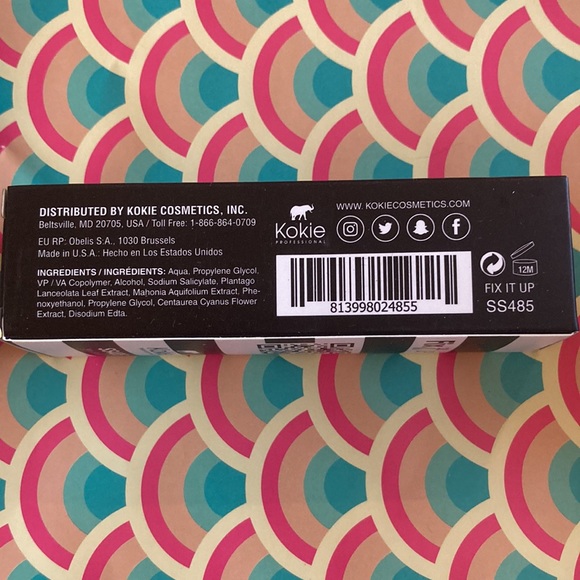 DISTRIBUTED BY KOKIE COSMETICS, INC.
Beltsville, MD 20705, USA / Toll Free: 1-866-864-0709
EU RP: Obelis S.A., 1030 Brussels
Made in U.S.A.: Hecho en Los Estados Unidos
INGREDIENTS / INGRÉDIENTS: Aqua, Propylene Glycol.
VP / VA Copolymer, Alcohol, Sodium Salicylate, Plantago
Lanceolata Leaf Extract, Mahonia Aquifolium Extract, Phe-
noxyethanol, Propylene Glycol, Centaurea Cyanus Flower
Extract, Disodium Edta.
Kokie
PROFESSIONAL
WWW.KOKIECOSMETICS.COM
813998024855
12M
FIX IT UP
SS485